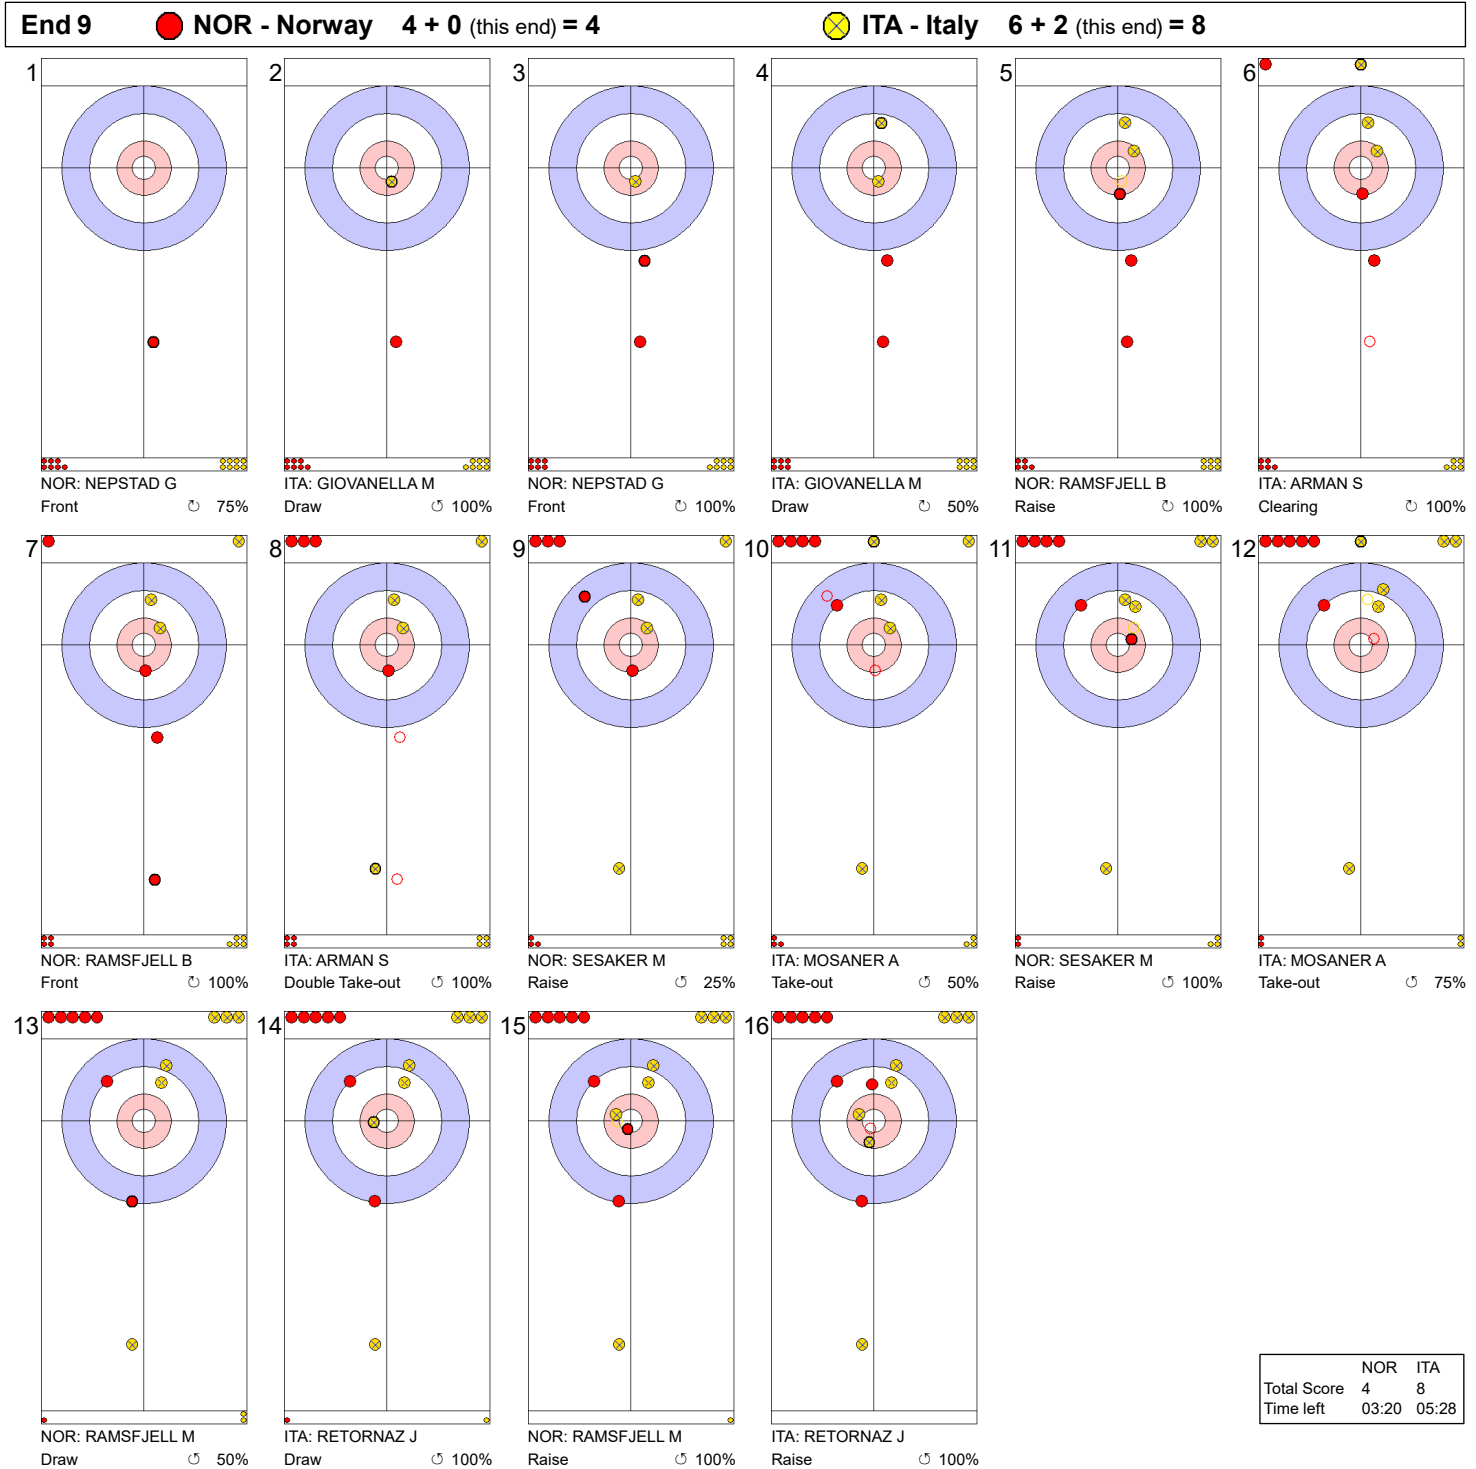 End 9 NOR - Norway 4 + 0 (this end) = 4 ITA - Italy 6 + 2 (this end) = 8
1 2 3 4 5 6
NOR: NEPSTAD G ITA: GIOVANELLA M NOR: NEPSTAD G ITA: GIOVANELLA M NOR: RAMSFJELL B ITA: ARMAN S
Front ↻ 75% Draw ↺ 100% Front ↻ 100% Draw ↺ 50% Raise ↻ 100% Clearing ↻ 100%
7 8 9 10 11 12
NOR: RAMSFJELL B ITA: ARMAN S NOR: SESAKER M ITA: MOSANER A NOR: SESAKER M ITA: MOSANER A
Front ↻ 100% Double Take-out ↺ 100% Raise ↺ 25% Take-out ↺ 50% Raise ↺ 100% Take-out ↺ 75%
13 14 15 16
NOR: RAMSFJELL M ITA: RETORNAZ J NOR: RAMSFJELL M ITA: RETORNAZ J
Draw ↺ 50% Draw ↺ 100% Raise ↺ 100% Raise ↺ 100%
NOR ITA
Total Score 4 8
Time left 03:20 05:28